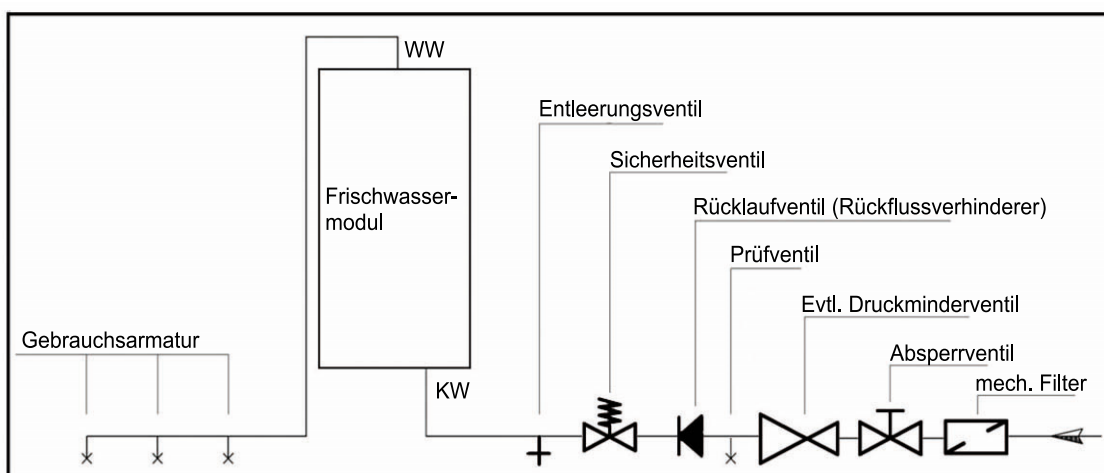 WW
Entleerungsventil
Sicherheitsventil
Frischwasser-
modul
Rücklaufventil (Rückflussverhinderer)
Prüfventil
Evtl. Druckminderventil
Gebrauchsarmatur
Absperrventil
KW
mech. Filter